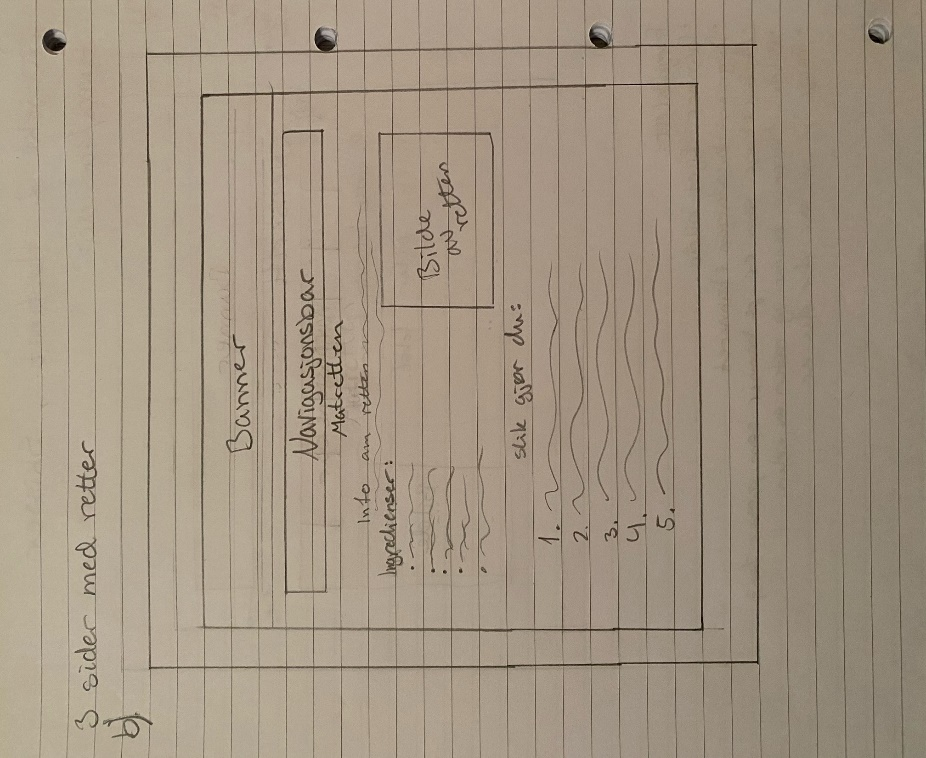 3 sider med retter
b)
Banner
Navigasjonsbar
Matretten
Info om retten
Ingredienser:
Bilde
av
retten
slik gjør du:
1.
2.
3.
4.
5.